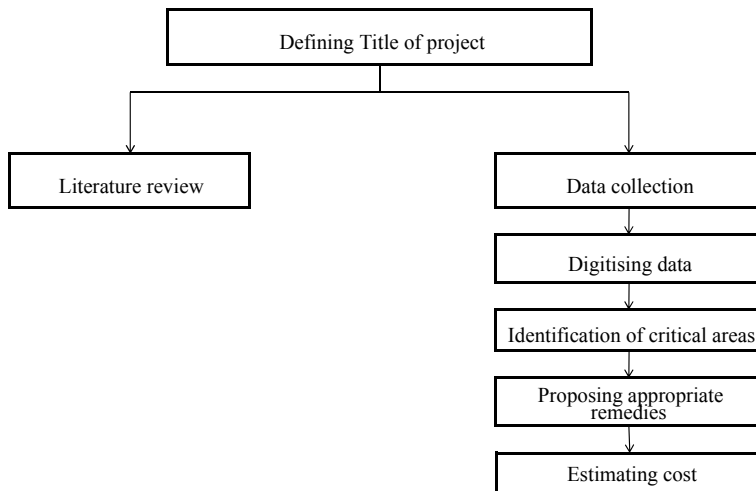 Defining Title of project
Literature review
Data collection
Digitising data
Identification of critical areas
Proposing appropriate
remedies
Estimating cost